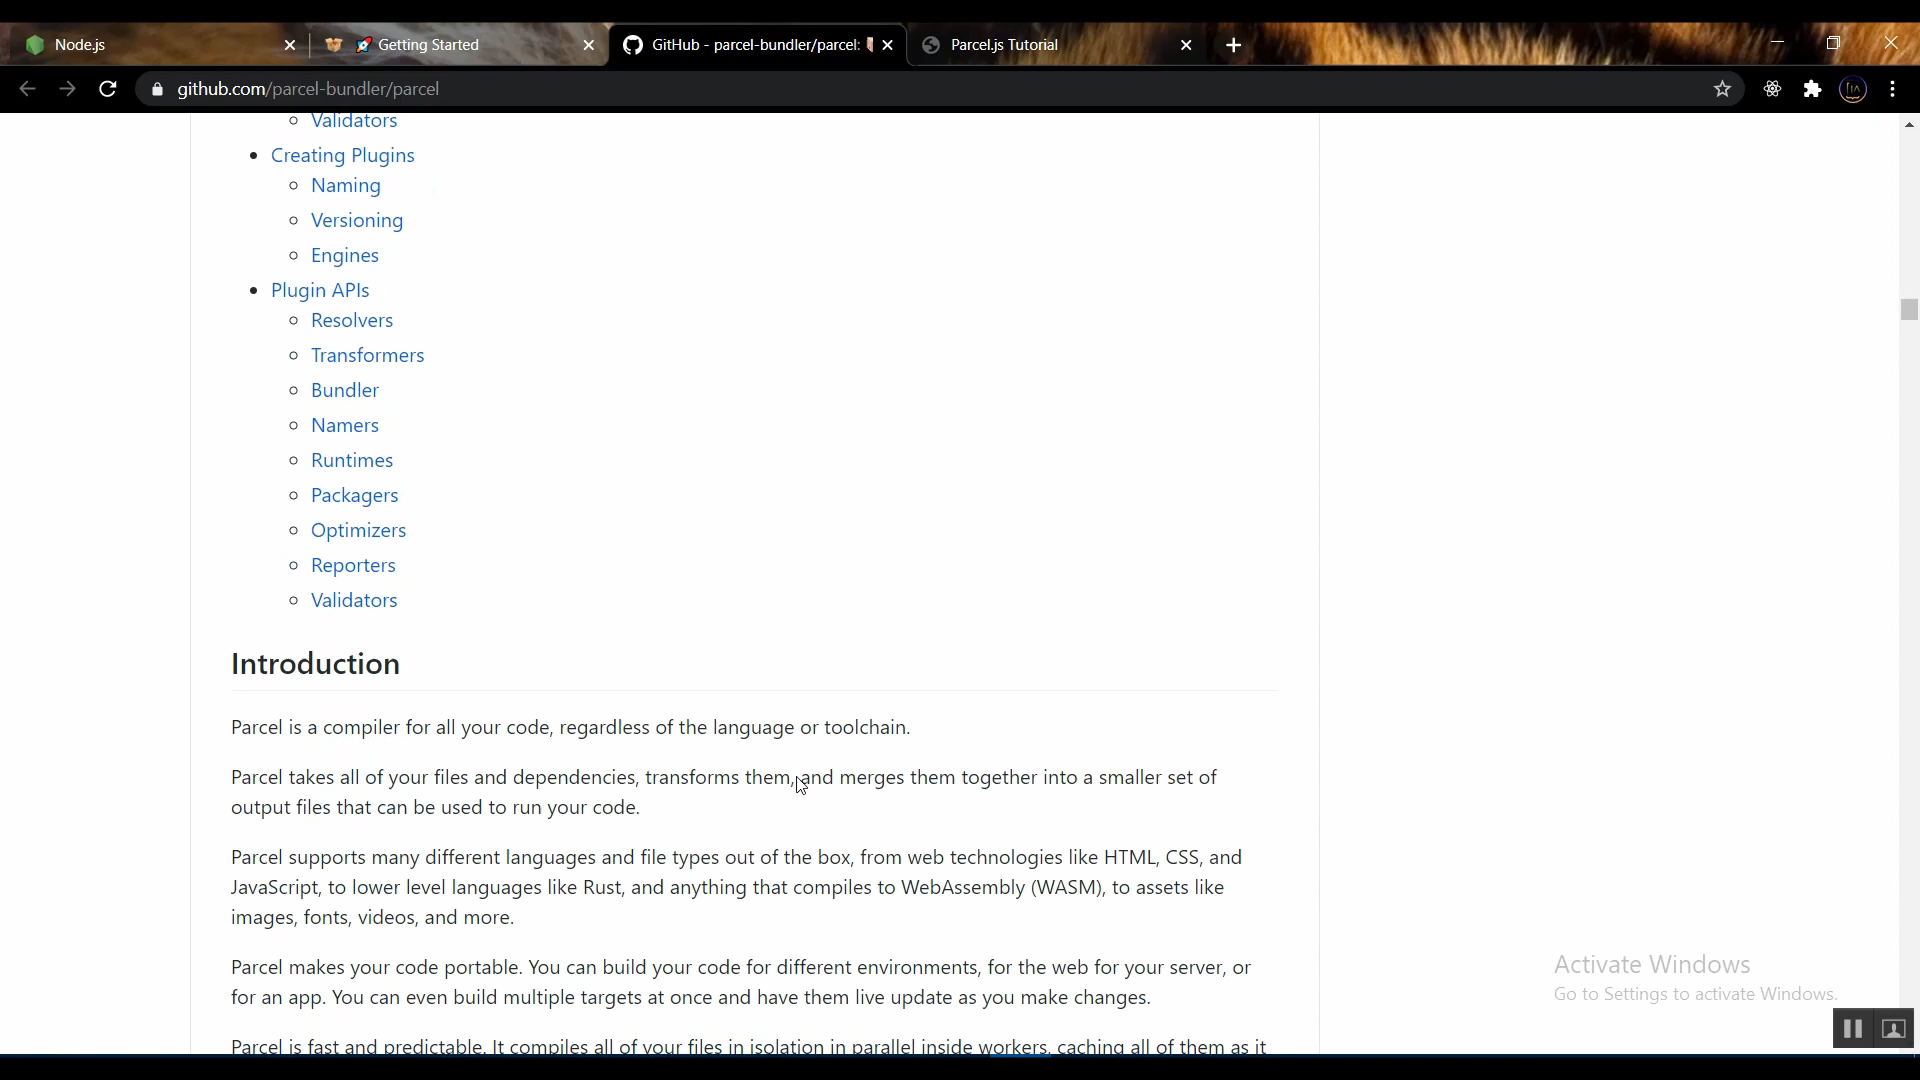 Node.js
🚀 Getting Started
GitHub - parcel-bundler/parcel:
Parcel.js Tutorial
github.com/parcel-bundler/parcel
Validators
Creating Plugins
Naming
Versioning
Engines
Plugin APIs
Resolvers
Transformers
Bundler
Namers
Runtimes
Packagers
Optimizers
Reporters
Validators
Introduction
Parcel is a compiler for all your code, regardless of the language or toolchain.
Parcel takes all of your files and dependencies, transforms them, and merges them together into a smaller set of
output files that can be used to run your code.
Parcel supports many different languages and file types out of the box, from web technologies like HTML, CSS, and
JavaScript, to lower level languages like Rust, and anything that compiles to WebAssembly (WASM), to assets like
images, fonts, videos, and more.
Parcel makes your code portable. You can build your code for different environments, for the web for your server, or
for an app. You can even build multiple targets at once and have them live update as you make changes.
Parcel is fast and predictable. It compiles all of your files in isolation in parallel inside workers, caching all of them as it
Activate Windows
Go to Settings to activate Windows.